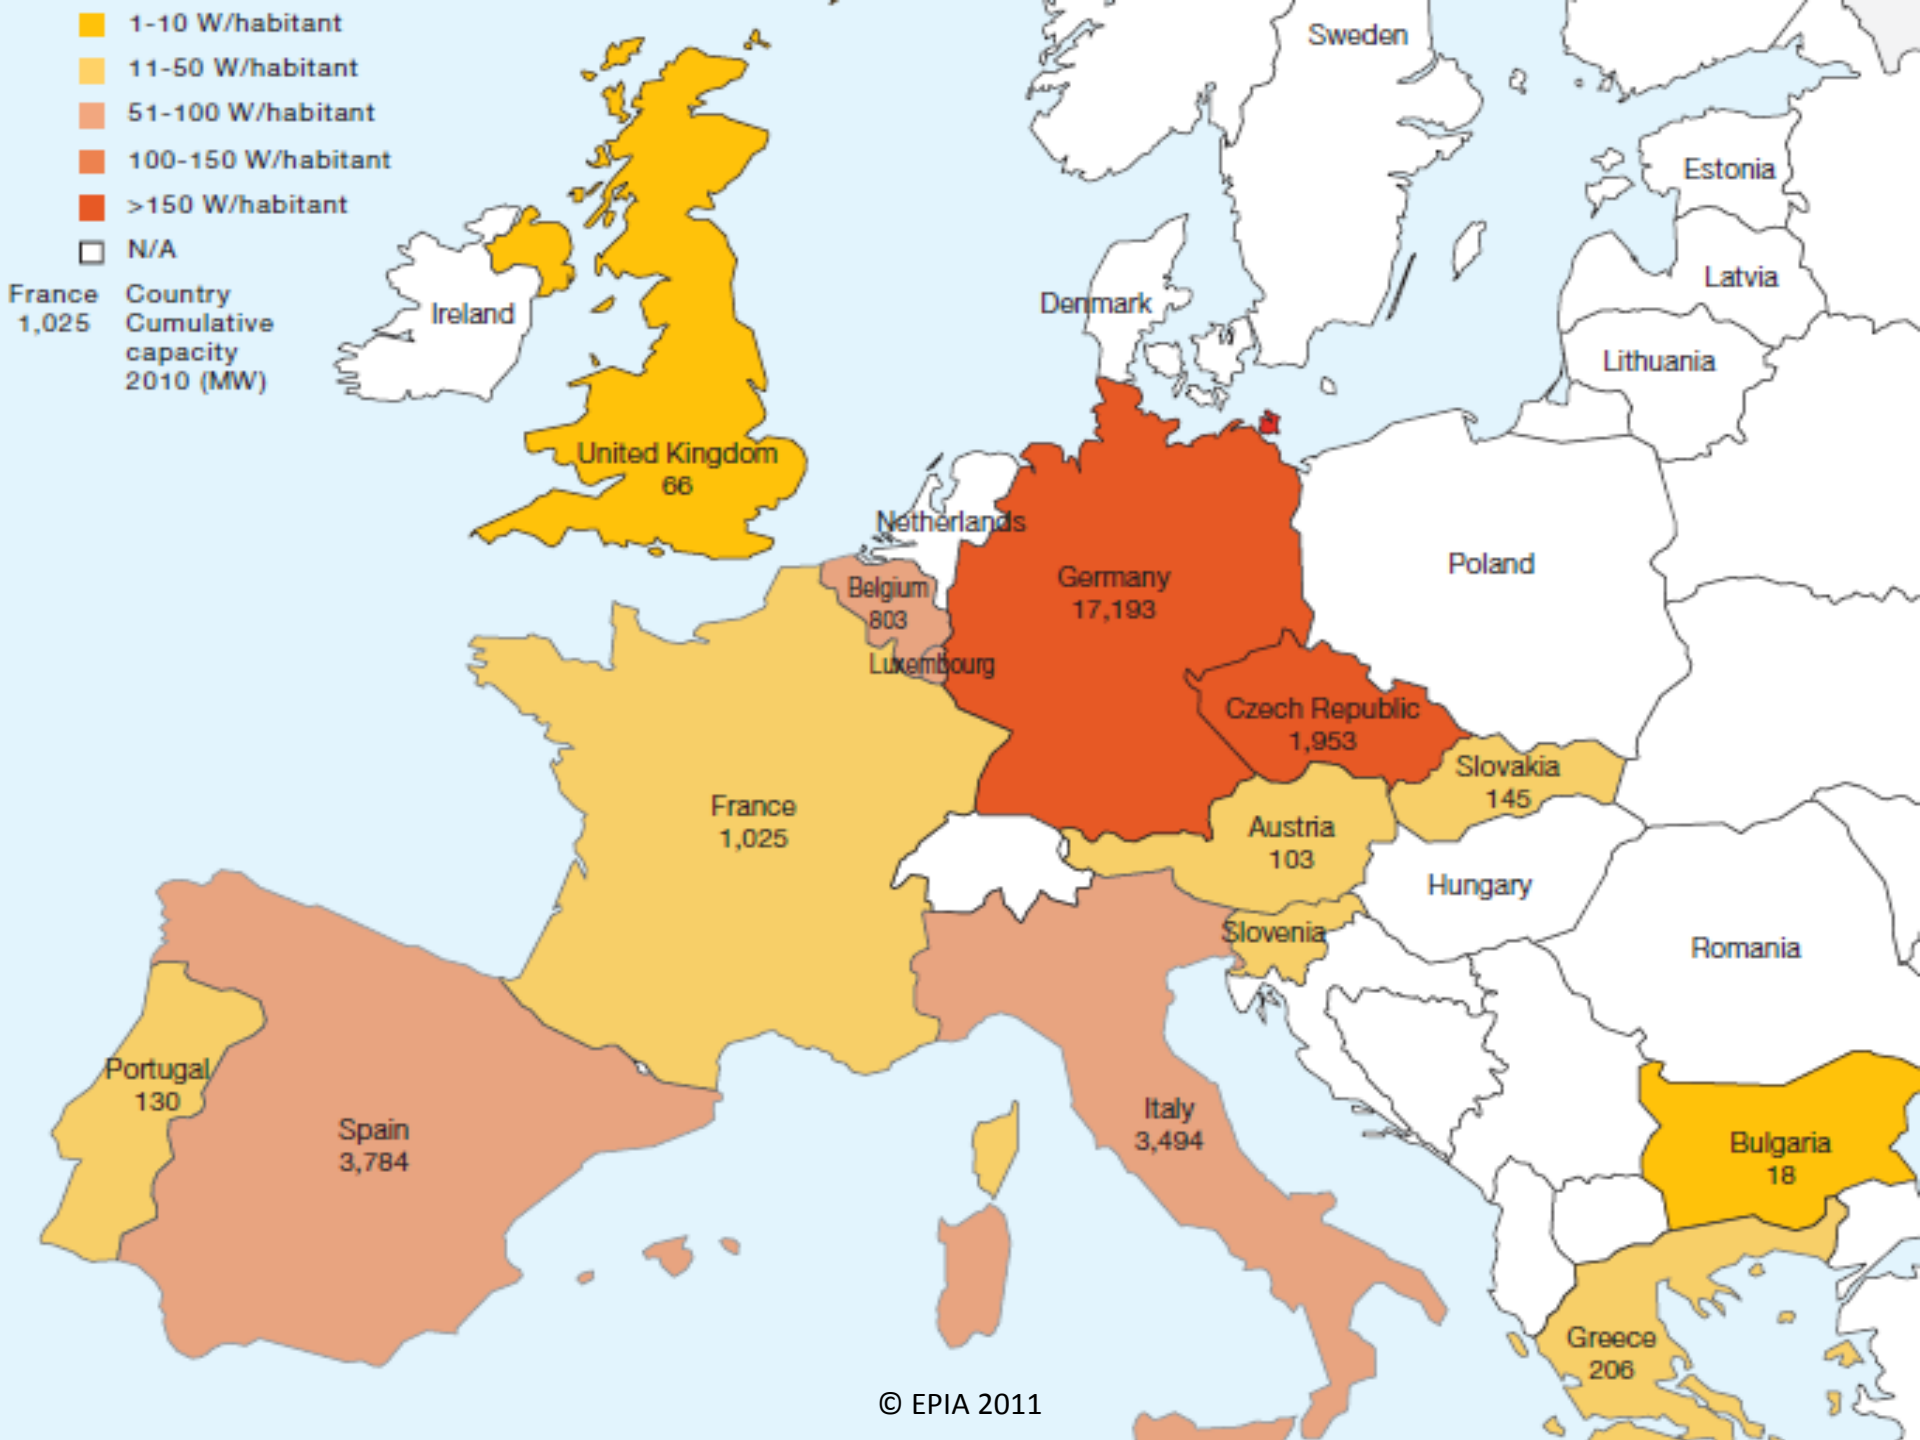 1-10 W/habitant
11-50 W/habitant
51-100 W/habitant
100-150 W/habitant
>150 W/habitant
N/A
France
1,025
Country
Cumulative
capacity
2010 (MW)
Sweden
Estonia
Latvia
Lithuania
Denmark
Ireland
United Kingdom
66
Netherlands
Belgium
803
Luxembourg
Germany
17,193
Poland
Czech Republic
1,953
Slovakia
145
Austria
103
France
1,025
Hungary
Slovenia
Romania
Portugal
130
Spain
3,784
Italy
3,494
Bulgaria
18
Greece
206
© EPIA 2011